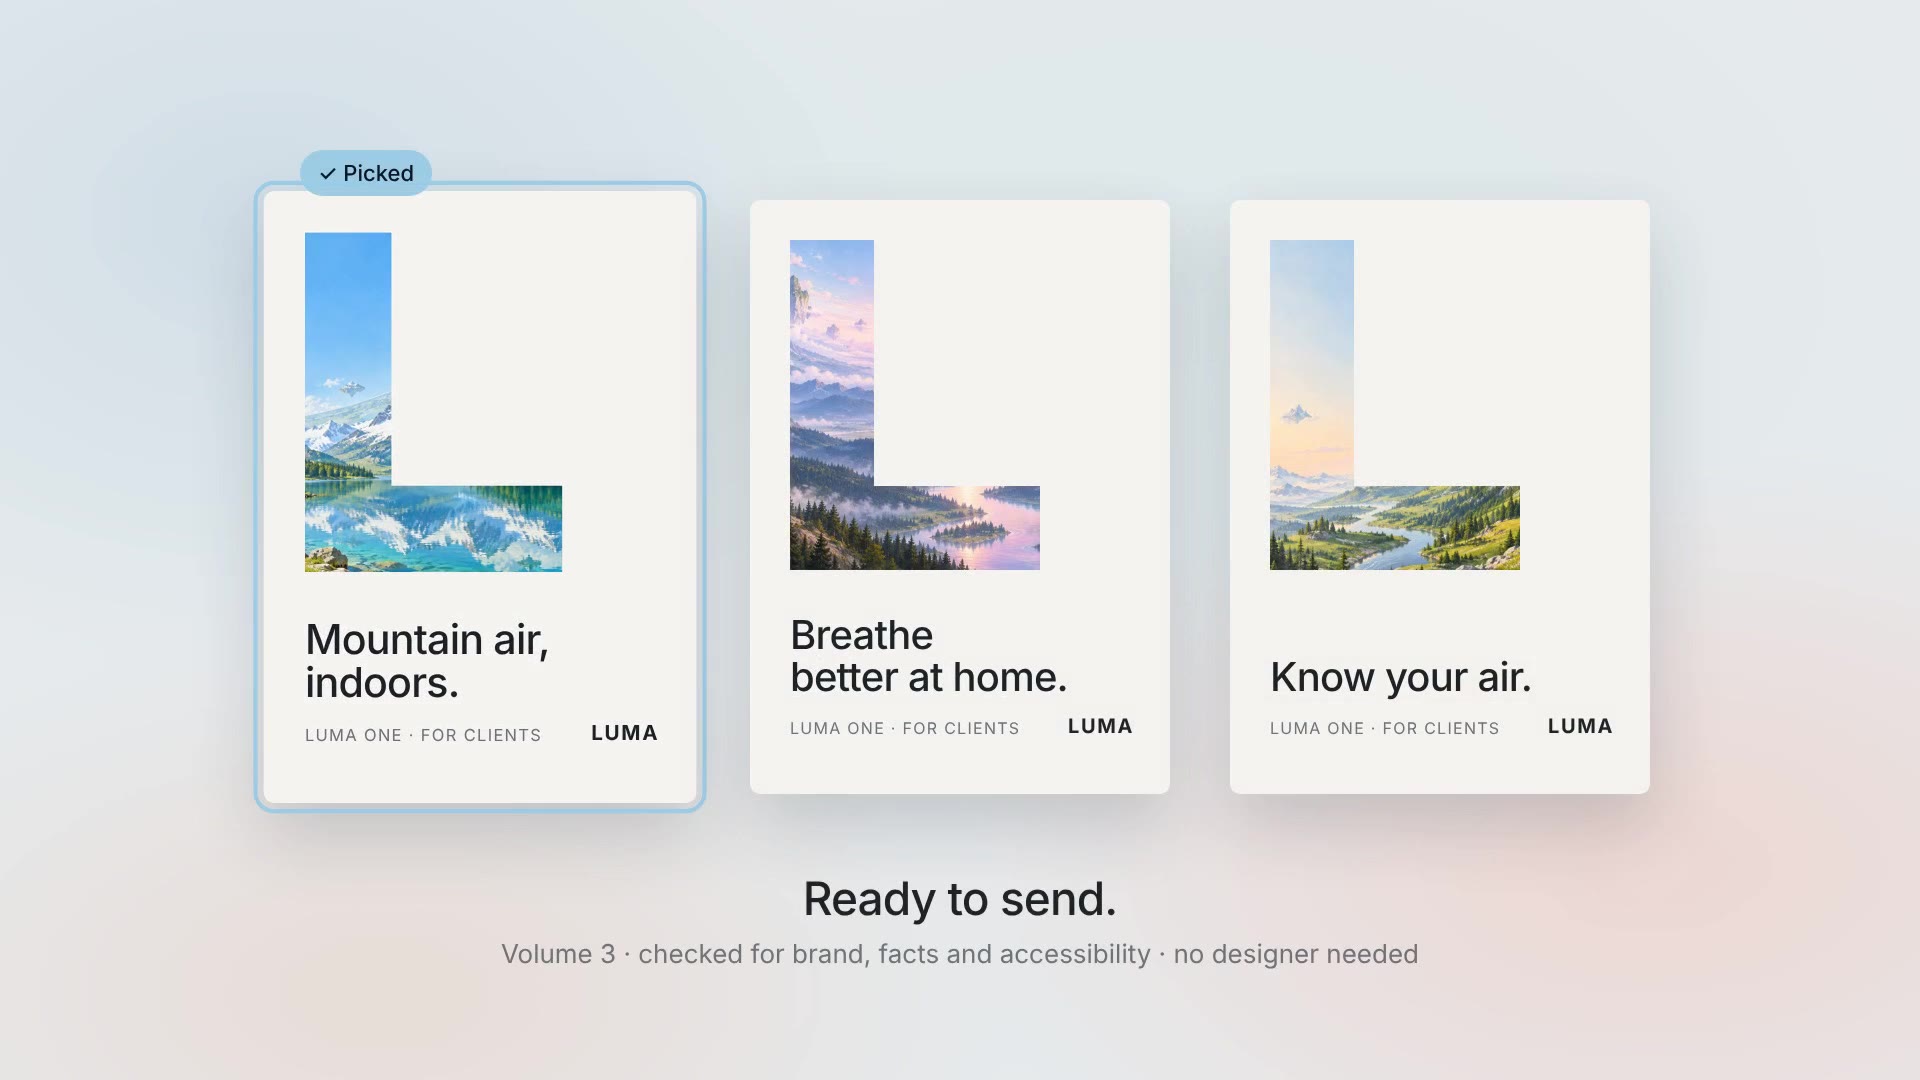 ✓ Picked
Mountain air,
indoors.
LUMA ONE · FOR CLIENTS
LUMA
Breathe
better at home.
LUMA ONE · FOR CLIENTS
LUMA
Know your air.
LUMA ONE · FOR CLIENTS
LUMA
Ready to send.
Volume 3 · checked for brand, facts and accessibility · no designer needed